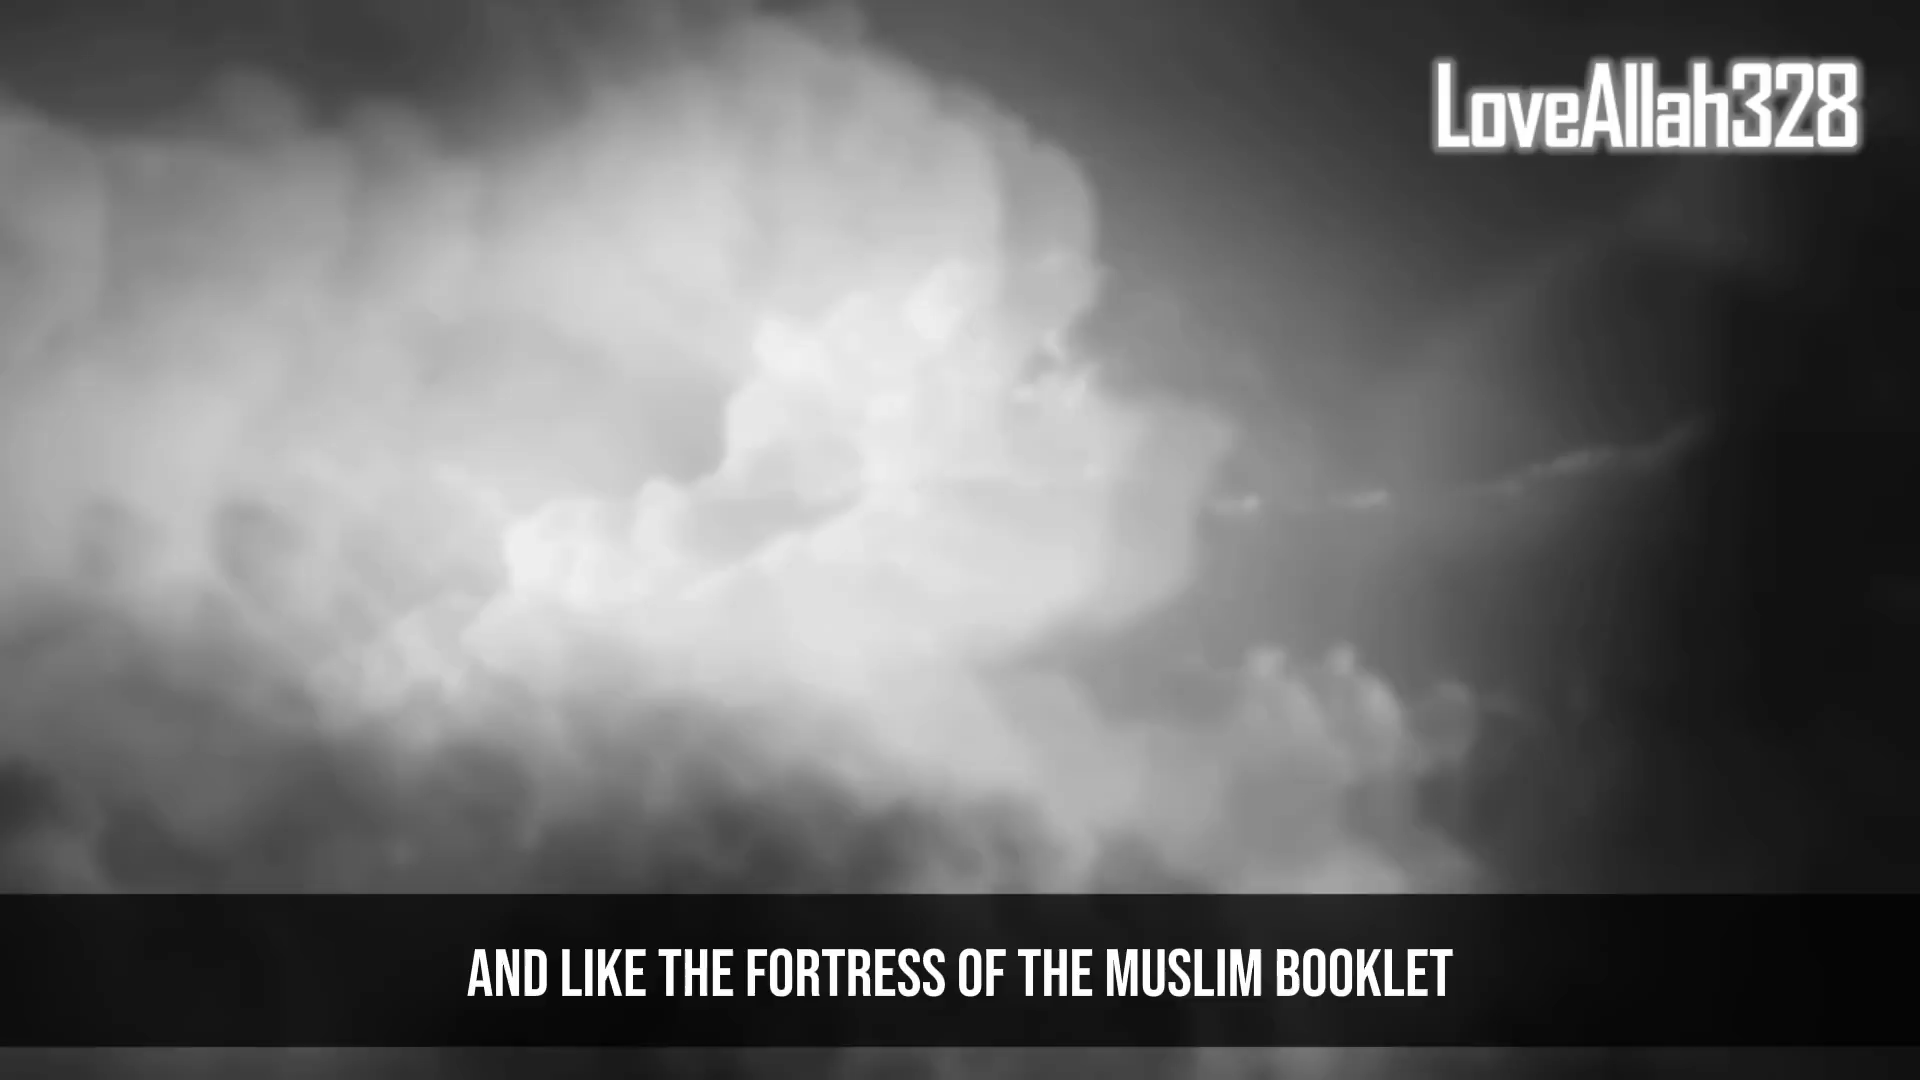 LoveAllah328
AND LIKE THE FORTRESS OF THE MUSLIM BOOKLET